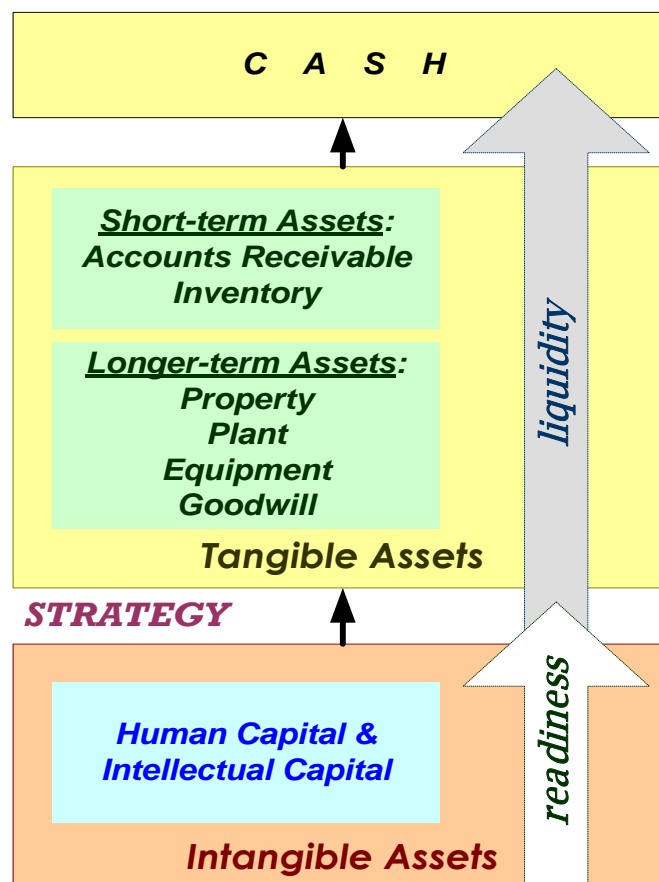 C A S H
Short-term Assets:
Accounts Receivable
Inventory
Longer-term Assets:
Property
Plant
Equipment
Goodwill
Tangible Assets
liquidity
STRATEGY
Human Capital &
Intellectual Capital
readiness
Intangible Assets